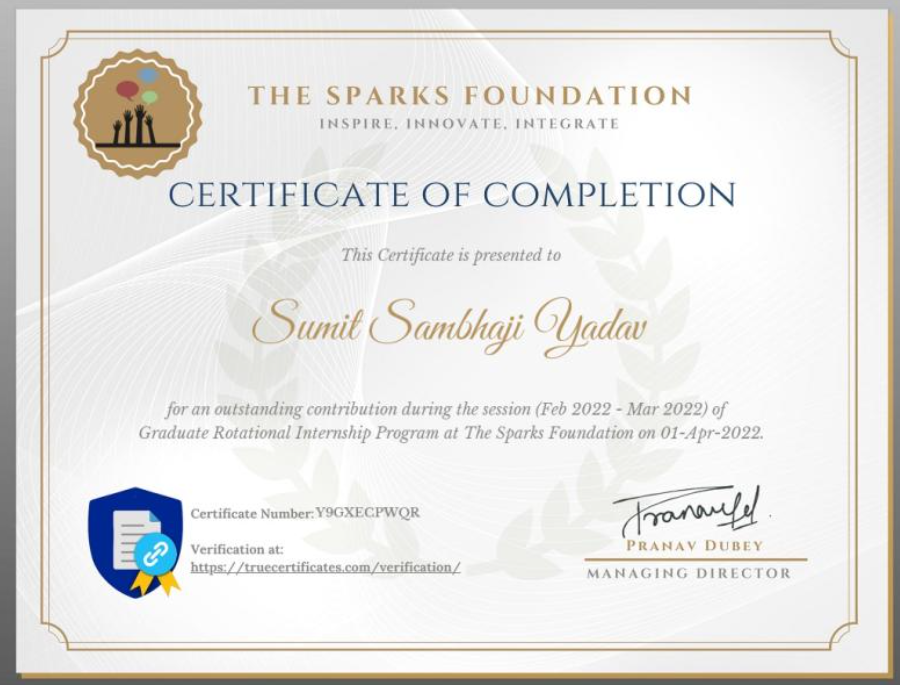 THE SPARKS FOUNDATION
INSPIRE, INNOVATE, INTEGRATE
CERTIFICATE OF COMPLETION
This Certificate is presented to
Sumit Sambhaji Yadav
for an outstanding contribution during the session (Feb 2022 - Mar 2022) of
Graduate Rotational Internship Program at The Sparks Foundation on 01-Apr-2022.
Certificate Number: Y9GXECPWQR
Verification at:
https://truecertificates.com/verification/
PRANAV DUBEY
MANAGING DIRECTOR